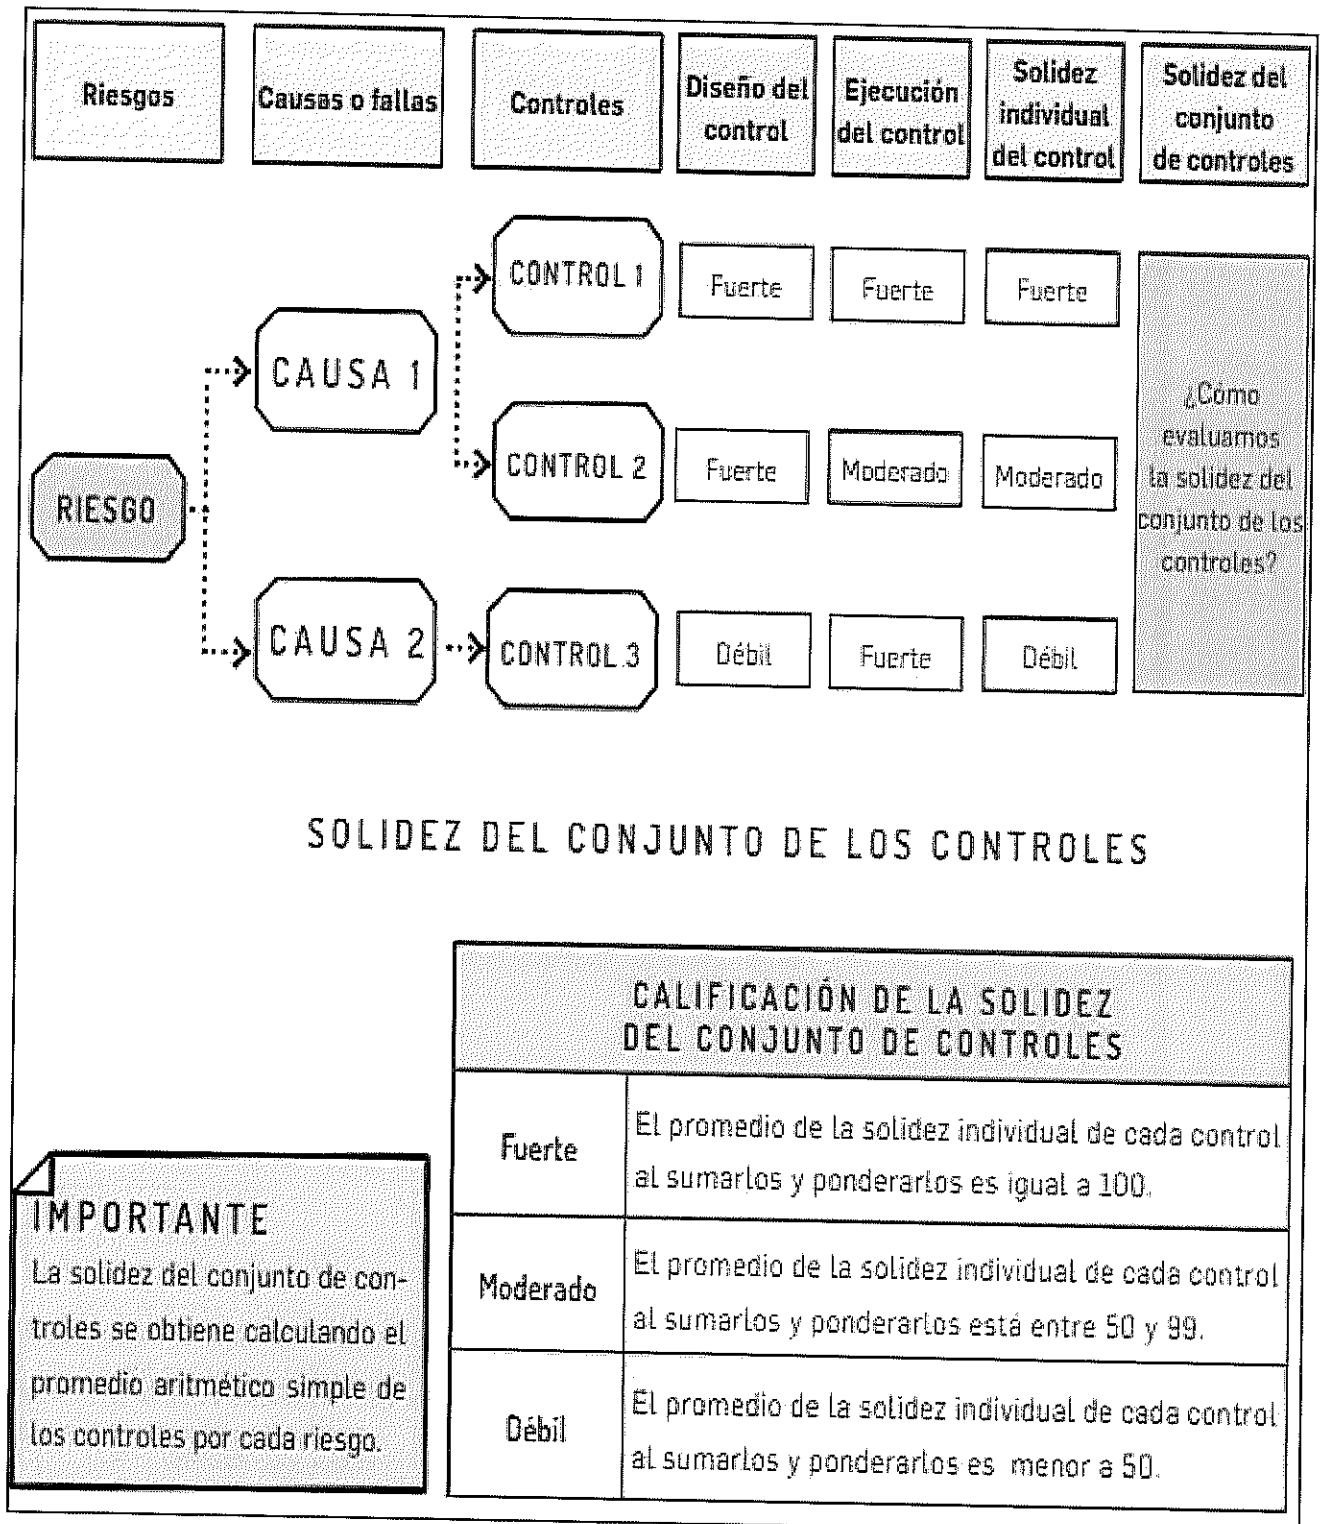 Riesgos
Causas o fallas
Controles
Diseño del
control
Ejecución
del control
Solidez
individual
del control
Solidez del
conjunto
de controles
CONTROL 1
Fuerte
Fuerte
Fuerte
CAUSA 1
CONTROL 2
Fuerte
Moderado
Moderado
¿Cómo
evaluamos
la solidez del
conjunto de los
controles?
RIESGO
CAUSA 2
CONTROL 3
Débil
Fuerte
Débil
SOLIDEZ DEL CONJUNTO DE LOS CONTROLES
CALIFICACIÓN DE LA SOLIDEZ
DEL CONJUNTO DE CONTROLES
Fuerte
El promedio de la solidez individual de cada control
al sumarlos y ponderarlos es igual a 100.
Moderado
El promedio de la solidez individual de cada control
al sumarlos y ponderarlos está entre 50 y 99.
Débil
El promedio de la solidez individual de cada control
al sumarlos y ponderarlos es menor a 50.
IMPORTANTE
La solidez del conjunto de con-
troles se obtiene calculando el
promedio aritmético simple de
los controles por cada riesgo.